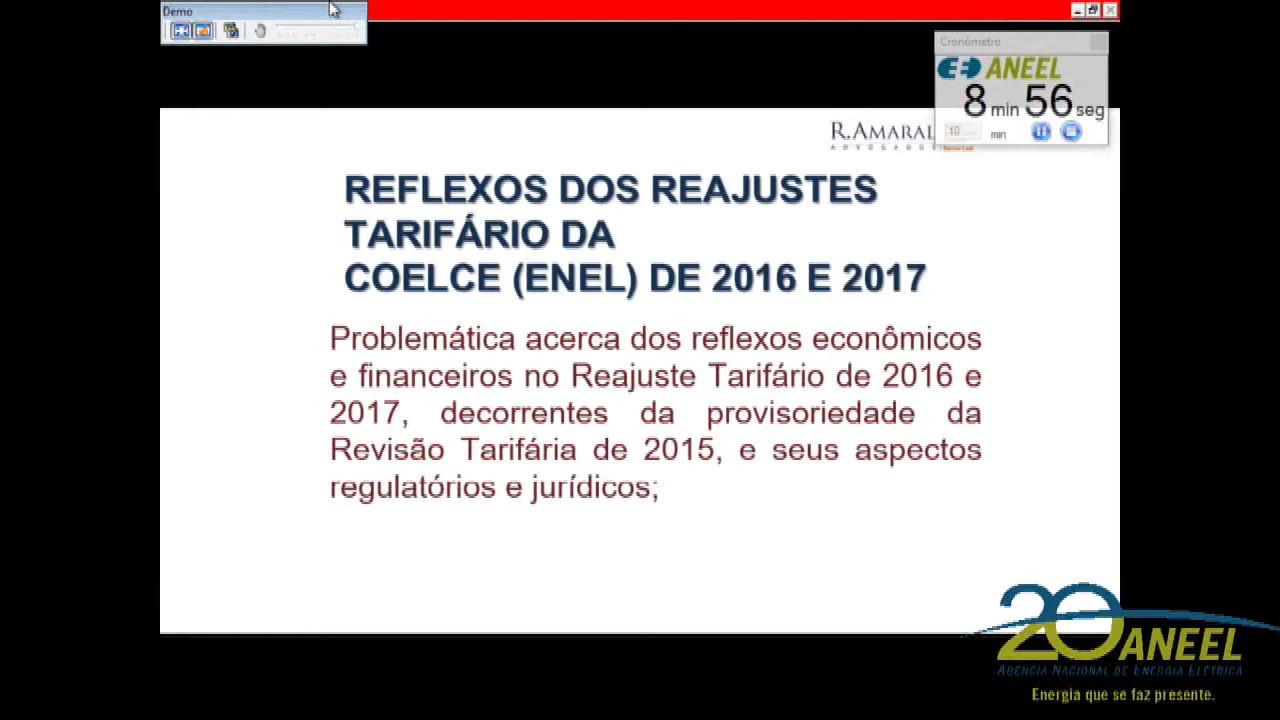 Demo
Cronômetro
ANEEL
8 min 56 seg
10 min
R.AMARAL
ADVOGADOS
REFLEXOS DOS REAJUSTES
TARIFÁRIO DA
COELCE (ENEL) DE 2016 E 2017
Problemática acerca dos reflexos econômicos
e financeiros no Reajuste Tarifário de 2016 e
2017, decorrentes da provisoriedade da
Revisão Tarifária de 2015, e seus aspectos
regulatórios e jurídicos;
20 ANEEL
AGÊNCIA NACIONAL DE ENERGIA ELÉTRICA
Energia que se faz presente.